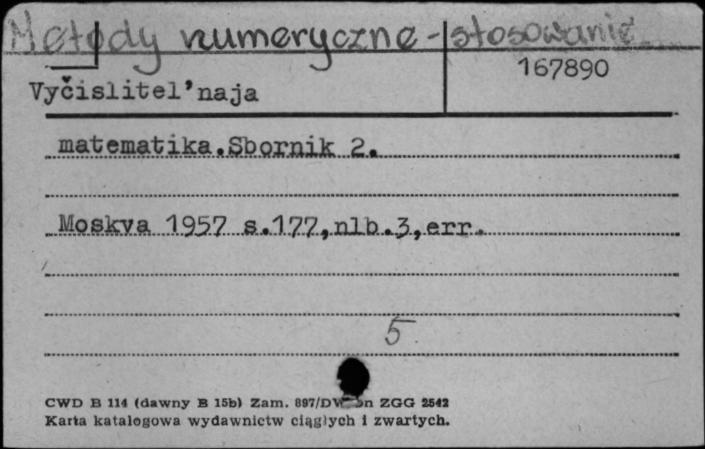 Metody numeryczne - stosowanie
167890
Vyčislitel'naja
matematika.Sbornik 2.
Moskva 1957 s.177,nlb.3,err.
5
CWD B 114 (dawny B 15b) Zam. 897/DW ZGG 2542
Karta katalogowa wydawnictw ciągłych i zwartych.